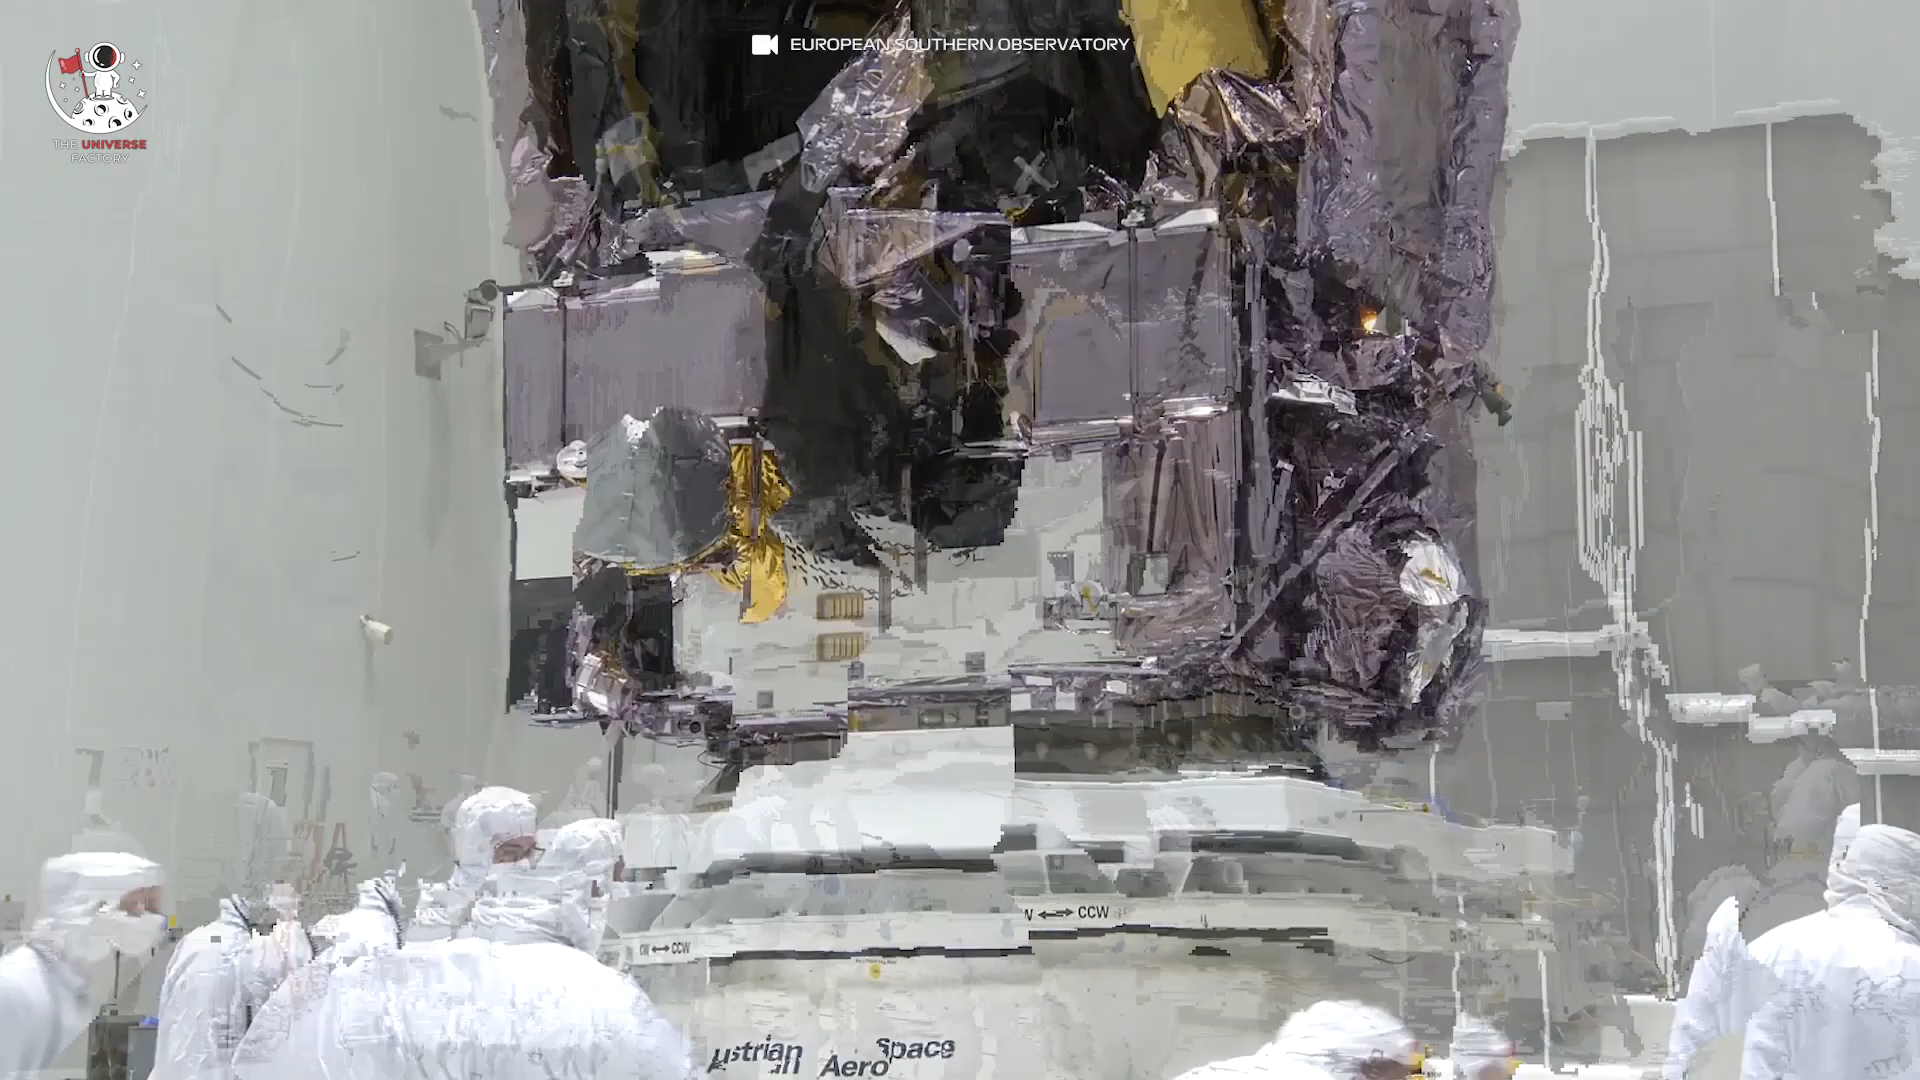 EUROPEAN SOUTHERN OBSERVATORY
THE UNIVERSE
FACTORY
CCW
CW CCW
ustrian Space
Aero